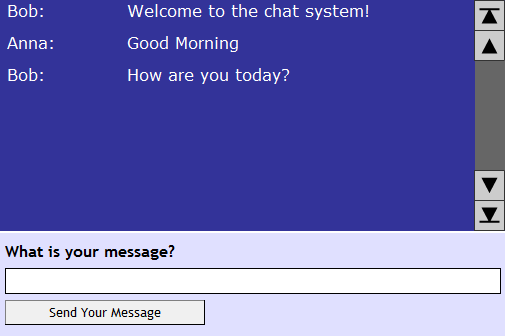 Bob: Welcome to the chat system!
Anna: Good Morning
Bob: How are you today?
What is your message?
Send Your Message